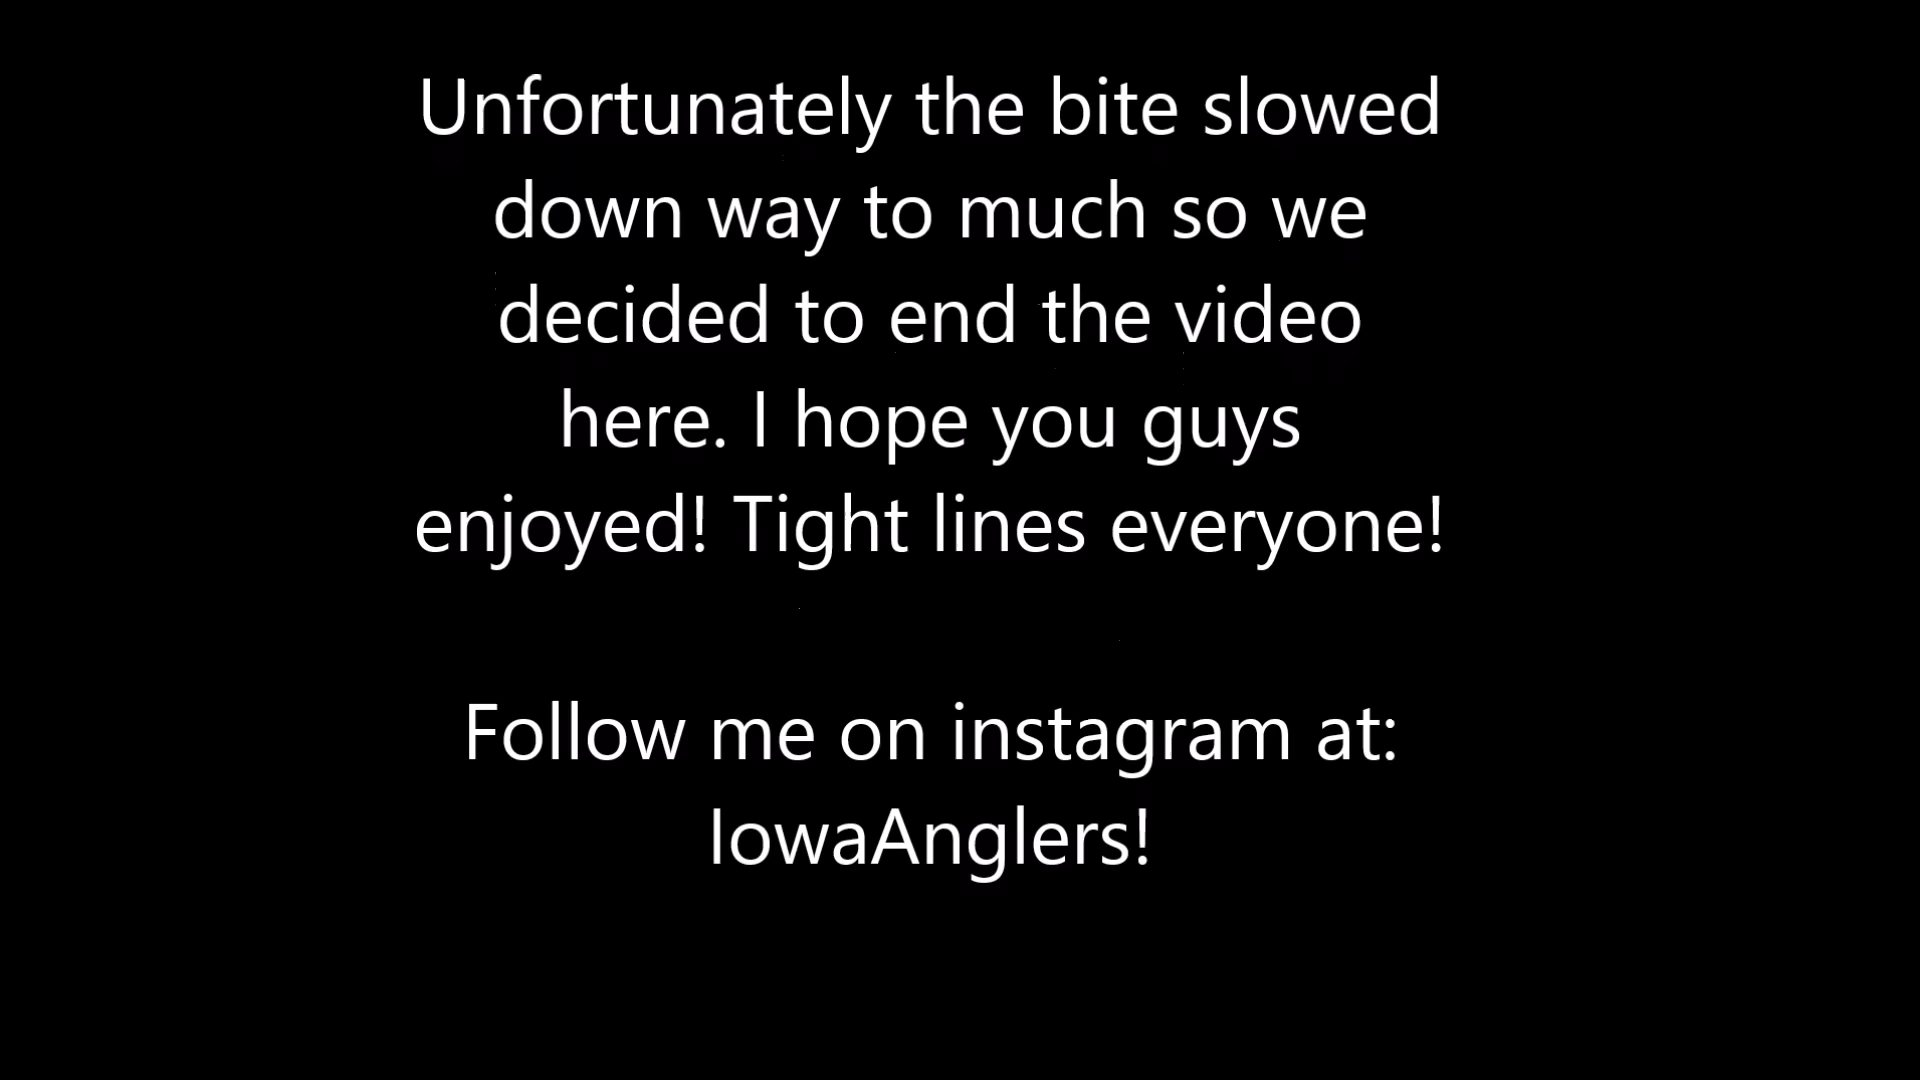 Unfortunately the bite slowed
down way to much so we
decided to end the video
here. I hope you guys
enjoyed! Tight lines everyone!
Follow me on instagram at:
IowaAnglers!